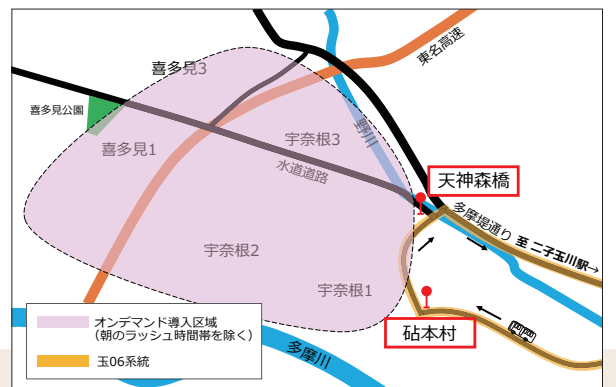 喜多見3
東名高速
喜多見公園
喜多見1
宇奈根3
野川
水道道路
天神森橋
多摩堤通り 至 二子玉川駅→
宇奈根2
宇奈根1
砧本村
オンデマンド導入区域
(朝のラッシュ時間帯を除く)
玉06系統
多摩川